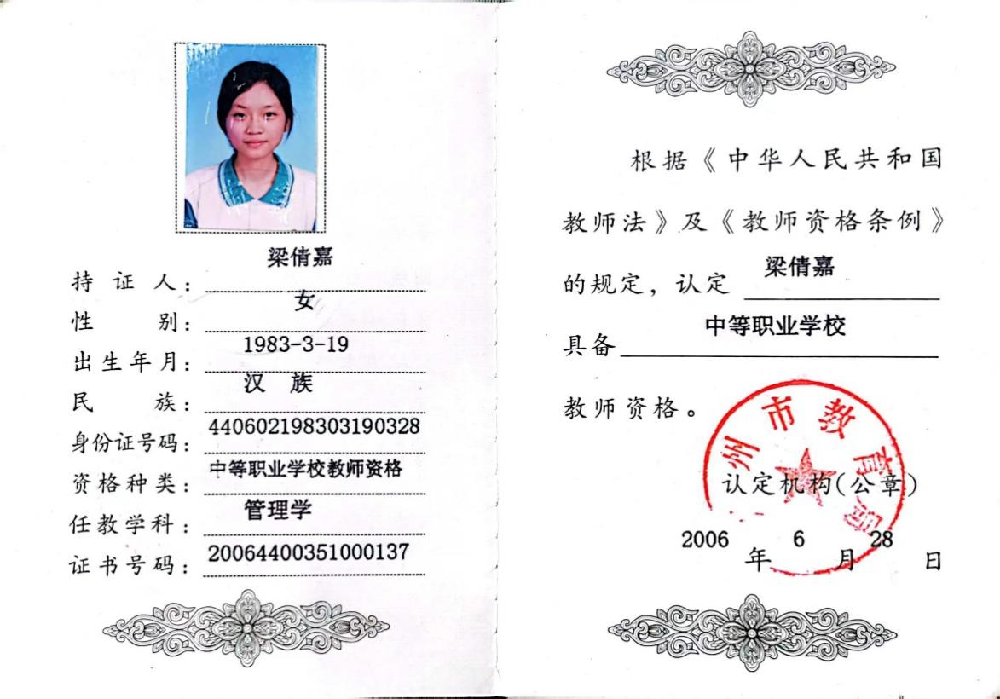 持证人：梁倩嘉
性别：女
出生年月：1983-3-19
民族：汉 族
身份证号码：440602198303190328
资格种类：中等职业学校教师资格
任教学科：管理学
证书号码：20064400351000137
根据《中华人民共和国
教师法》及《教师资格条例》
的规定，认定 梁倩嘉
具备 中等职业学校
教师资格。
州市教育局
认定机构(公章)
2006 年 6 月 28 日